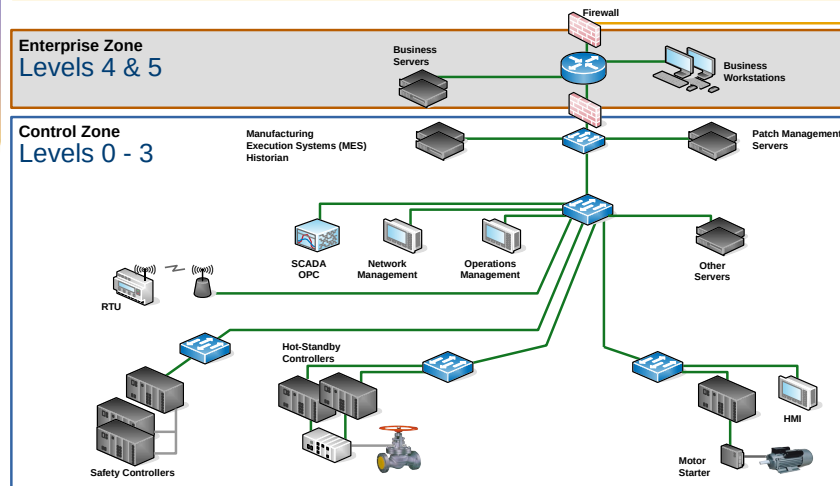 Firewall
Enterprise Zone
Levels 4 & 5
Business
Servers
Business
Workstations
Control Zone
Levels 0 - 3
Manufacturing
Execution Systems (MES)
Historian
Patch Management
Servers
SCADA
OPC
Network
Management
Operations
Management
Other
Servers
RTU
Hot-Standby
Controllers
HMI
Safety Controllers
Motor
Starter